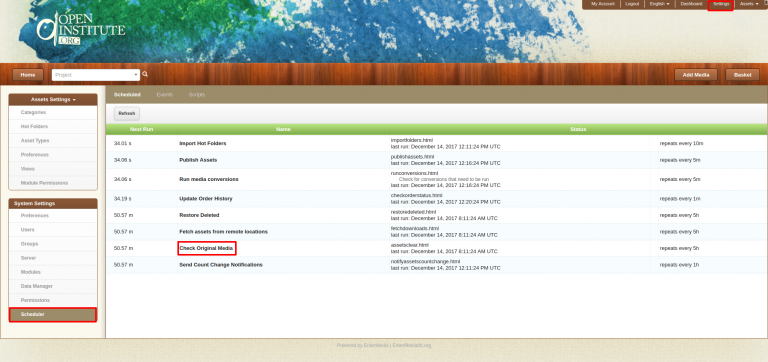 My Account Logout English Dashboard Settings Assets
OPEN
INSTITUTE
.ORG
Home Project Add Media Basket
Assets Settings
Categories
Hot Folders
Asset Types
Preferences
Views
Module Permissions
System Settings
Preferences
Users
Groups
Server
Modules
Data Manager
Permissions
Scheduler
Scheduled Events Scripts
Refresh
Next Run Name Status
34.01 s Import Hot Folders importfolders.html repeats every 10m
last run: December 14, 2017 12:11:24 PM UTC
34.06 s Publish Assets publishassets.html repeats every 5m
last run: December 14, 2017 12:16:24 PM UTC
34.06 s Run media conversions runconversions.html repeats every 5m
Check for conversions that need to be run
last run: December 14, 2017 12:16:24 PM UTC
34.19 s Update Order History checkorderstatus.html repeats every 1m
last run: December 14, 2017 12:20:24 PM UTC
50.57 m Restore Deleted restoredeleted.html repeats every 5h
last run: December 14, 2017 8:11:24 AM UTC
50.57 m Fetch assets from remote locations fetchdownloads.html repeats every 5h
last run: December 14, 2017 8:11:24 AM UTC
50.57 m Check Original Media assetsclear.html repeats every 5h
last run: December 14, 2017 8:11:24 AM UTC
50.57 m Send Count Change Notifications notifyassetscountchange.html repeats every 1h
last run: December 14, 2017 12:11:24 PM UTC
Powered by EnterMedia | EnterMediadb.org